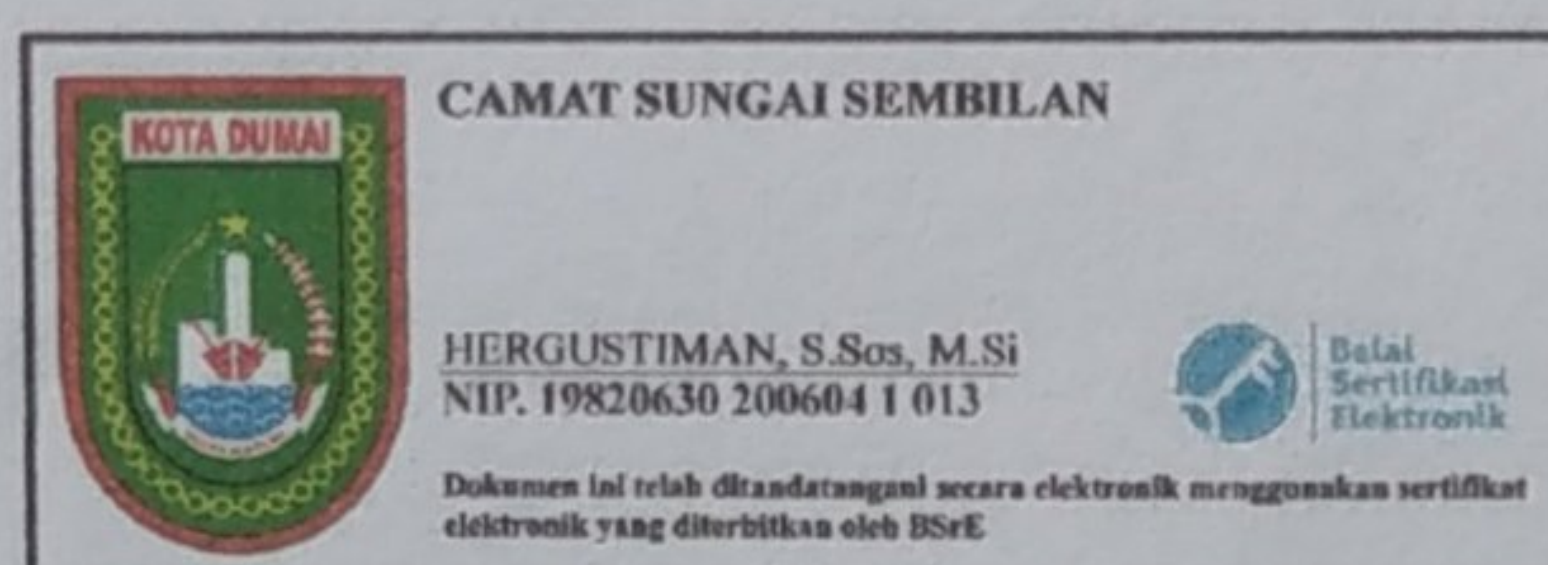 CAMAT SUNGAI SEMBILAN
KOTA DUMAI
HERGUSTIMAN, S.Sos, M.Si
NIP. 19820630 200604 1 013
Balai
Sertifikasi
Elektronik
Dokumen ini telah ditandatangani secara elektronik menggunakan sertifikat
elektronik yang diterbitkan oleh BSrE